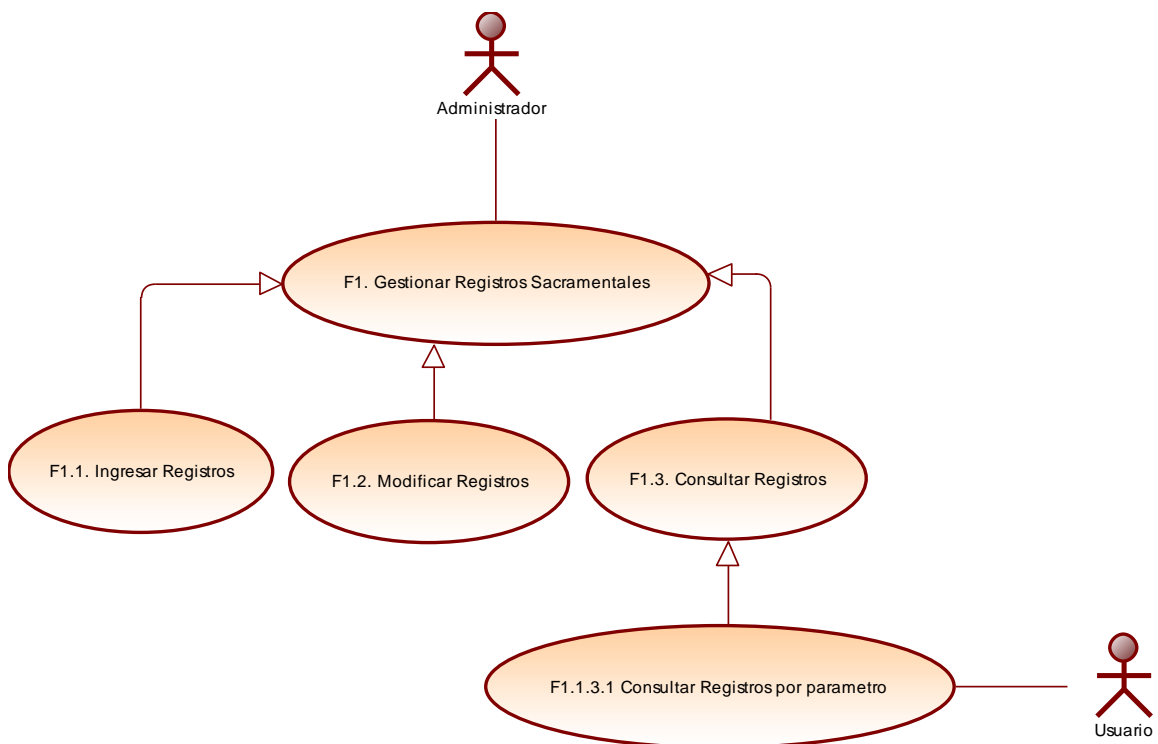 Administrador
F1. Gestionar Registros Sacramentales
F1.1. Ingresar Registros
F1.2. Modificar Registros
F1.3. Consultar Registros
F1.1.3.1 Consultar Registros por parametro
Usuario